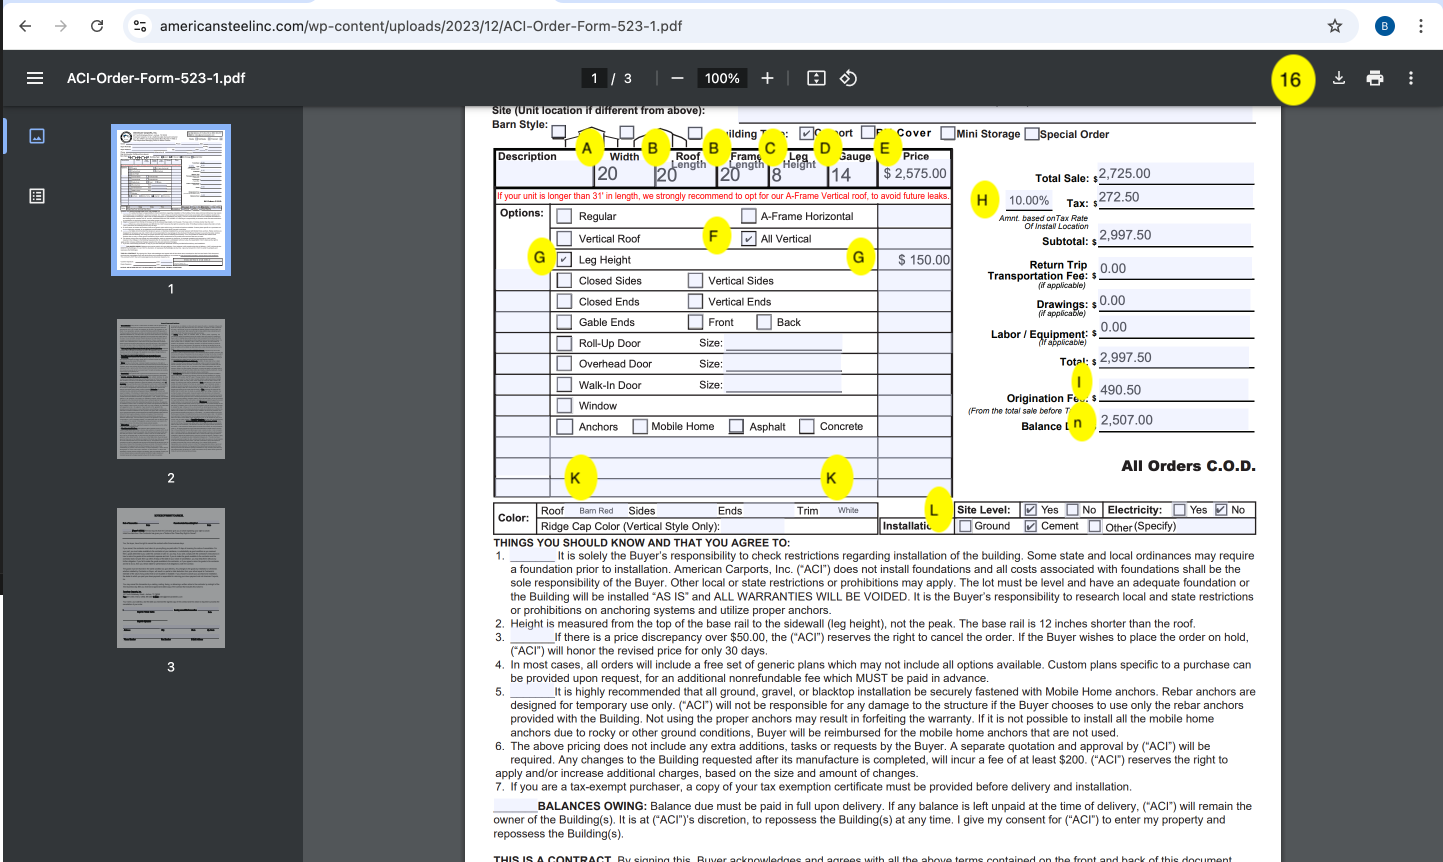 americansteelinc.com/wp-content/uploads/2023/12/ACI-Order-Form-523-1.pdf
B
ACI-Order-Form-523-1.pdf
1 / 3
100%
16
1
2
3
Site (Unit location if different from above):
Barn Style: Mini Storage Special Order
Description A Width B Roof Length B Frame Length C Leg Height D Gauge E Price
20 20 20 8 14 $ 2,575.00
If your unit is longer than 31' in length, we strongly recommend to opt for our A-Frame Vertical roof, to avoid future leaks.
Options: Regular A-Frame Horizontal
Vertical Roof F All Vertical
G Leg Height G $ 150.00
Closed Sides Vertical Sides
Closed Ends Vertical Ends
Gable Ends Front Back
Roll-Up Door Size:
Overhead Door Size:
Walk-In Door Size:
Window
Anchors Mobile Home Asphalt Concrete
K K
Total Sale: $ 2,725.00
H 10.00% Tax: $ 272.50
Amnt. based onTax Rate
Of Install Location
Subtotal: $ 2,997.50
Return Trip
Transportation Fee: $ 0.00
(if applicable)
Drawings: $ 0.00
(if applicable)
Labor / Equipment: $ 0.00
(if applicable)
Total: $ 2,997.50
I
Origination $ 490.50
(From the total sale before
Balance n 2,507.00
All Orders C.O.D.
Color: Roof Barn Red Sides Ends Trim White
Ridge Cap Color (Vertical Style Only):
L Site Level: Yes No Electricity: Yes No
Ground Cement Other (Specify)
THINGS YOU SHOULD KNOW AND THAT YOU AGREE TO:
1. ______ It is solely the Buyer's responsibility to check restrictions regarding installation of the building. Some state and local ordinances may require
a foundation prior to installation. American Carports, Inc. ("ACI") does not install foundations and all costs associated with foundations shall be the
sole responsibility of the Buyer. Other local or state restrictions or prohibitions may apply. The lot must be level and have an adequate foundation or
the Building will be installed "AS IS" and ALL WARRANTIES WILL BE VOIDED. It is the Buyer's responsibility to research local and state restrictions
or prohibitions on anchoring systems and utilize proper anchors.
2. Height is measured from the top of the base rail to the sidewall (leg height), not the peak. The base rail is 12 inches shorter than the roof.
3. ______If there is a price discrepancy over $50.00, the ("ACI") reserves the right to cancel the order. If the Buyer wishes to place the order on hold,
("ACI") will honor the revised price for only 30 days.
4. In most cases, all orders will include a free set of generic plans which may not include all options available. Custom plans specific to a purchase can
be provided upon request, for an additional nonrefundable fee which MUST be paid in advance.
5. ______It is highly recommended that all ground, gravel, or blacktop installation be securely fastened with Mobile Home anchors. Rebar anchors are
designed for temporary use only. ("ACI") will not be responsible for any damage to the structure if the Buyer chooses to use only the rebar anchors
provided with the Building. Not using the proper anchors may result in forfeiting the warranty. If it is not possible to install all the mobile home
anchors due to rocky or other ground conditions, Buyer will be reimbursed for the mobile home anchors that are not used.
6. The above pricing does not include any extra additions, tasks or requests by the Buyer. A separate quotation and approval by ("ACI") will be
required. Any changes to the Building requested after its manufacture is completed, will incur a fee of at least $200. ("ACI") reserves the right to
apply and/or increase additional charges, based on the size and amount of changes.
7. If you are a tax-exempt purchaser, a copy of your tax exemption certificate must be provided before delivery and installation.
______BALANCES OWING: Balance due must be paid in full upon delivery. If any balance is left unpaid at the time of delivery, ("ACI") will remain the
owner of the Building(s). It is at ("ACI")'s discretion, to repossess the Building(s) at any time. I give my consent for ("ACI") to enter my property and
repossess the Building(s).
THIS IS A CONTRACT. By signing this, Buyer acknowledges and agrees with all the above terms contained on the front and back of this document.